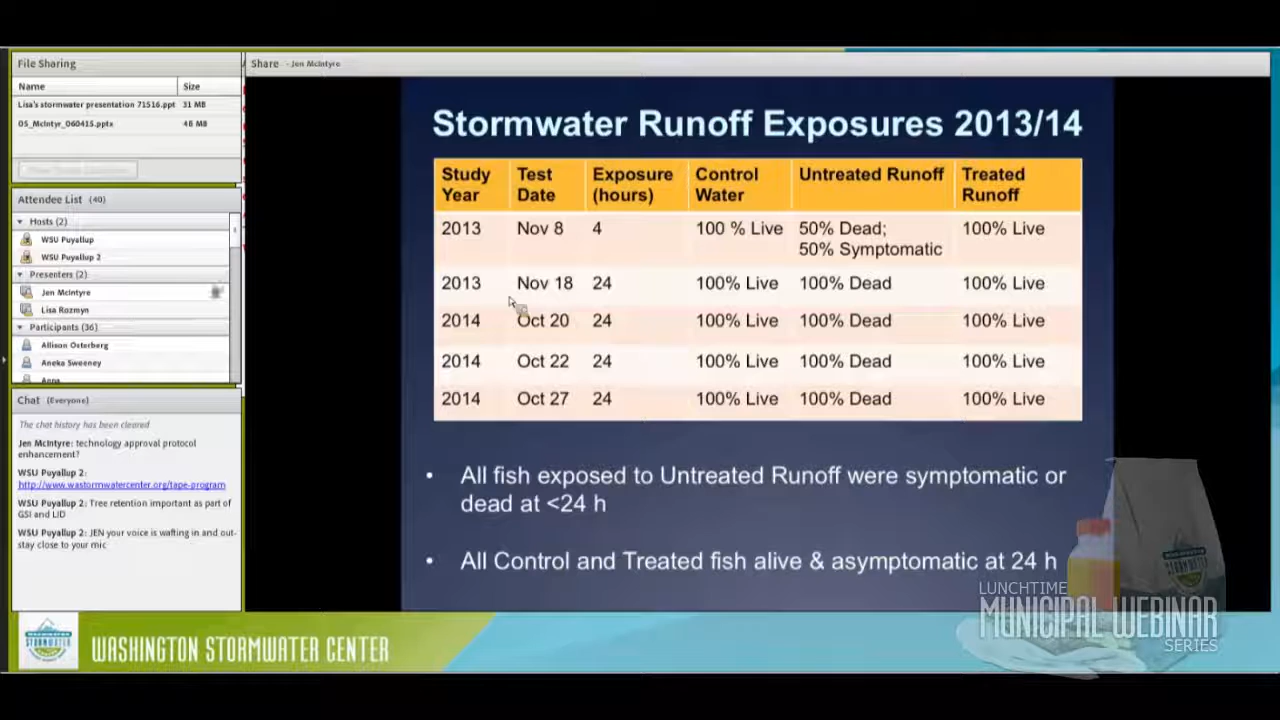 File Sharing
Name Size
Lisa's stormwater presentation 71516.ppt 31 MB
05_McIntyr_060415.pptx 48 MB
Attendee List (40)
Hosts (2)
WSU Puyallup
WSU Puyallup 2
Presenters (2)
Jen McIntyre
Lisa Rozmyn
Participants (36)
Allison Osterberg
Aneka Sweeney
Anna
Chat (Everyone)
The chat history has been cleared
Jen McIntyre: technology approval protocol
enhancement?
WSU Puyallup 2:
http://www.wastormwatercenter.org/tape-program
WSU Puyallup 2: Tree retention important as part of
GSI and LID
WSU Puyallup 2: JEN your voice is wafting in and out-
stay close to your mic
Share - Jen McIntyre
Stormwater Runoff Exposures 2013/14
Study Year Test Date Exposure (hours) Control Water Untreated Runoff Treated Runoff
2013 Nov 8 4 100 % Live 50% Dead; 50% Symptomatic 100% Live
2013 Nov 18 24 100% Live 100% Dead 100% Live
2014 Oct 20 24 100% Live 100% Dead 100% Live
2014 Oct 22 24 100% Live 100% Dead 100% Live
2014 Oct 27 24 100% Live 100% Dead 100% Live
• All fish exposed to Untreated Runoff were symptomatic or
dead at <24 h
• All Control and Treated fish alive & asymptomatic at 24 h
LUNCHTIME
MUNICIPAL WEBINAR
SERIES
WASHINGTON STORMWATER CENTER